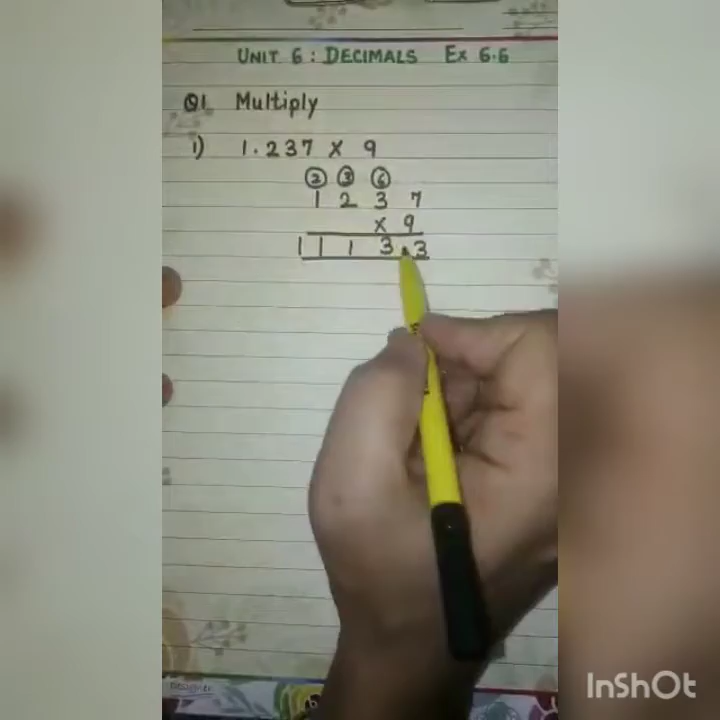 UNIT 6 : DECIMALS Ex 6.6
Q1 Multiply
1) 1.237 x 9
2 3 6
1 2 3 7
x 9
1 1 1 3 3
InShOt